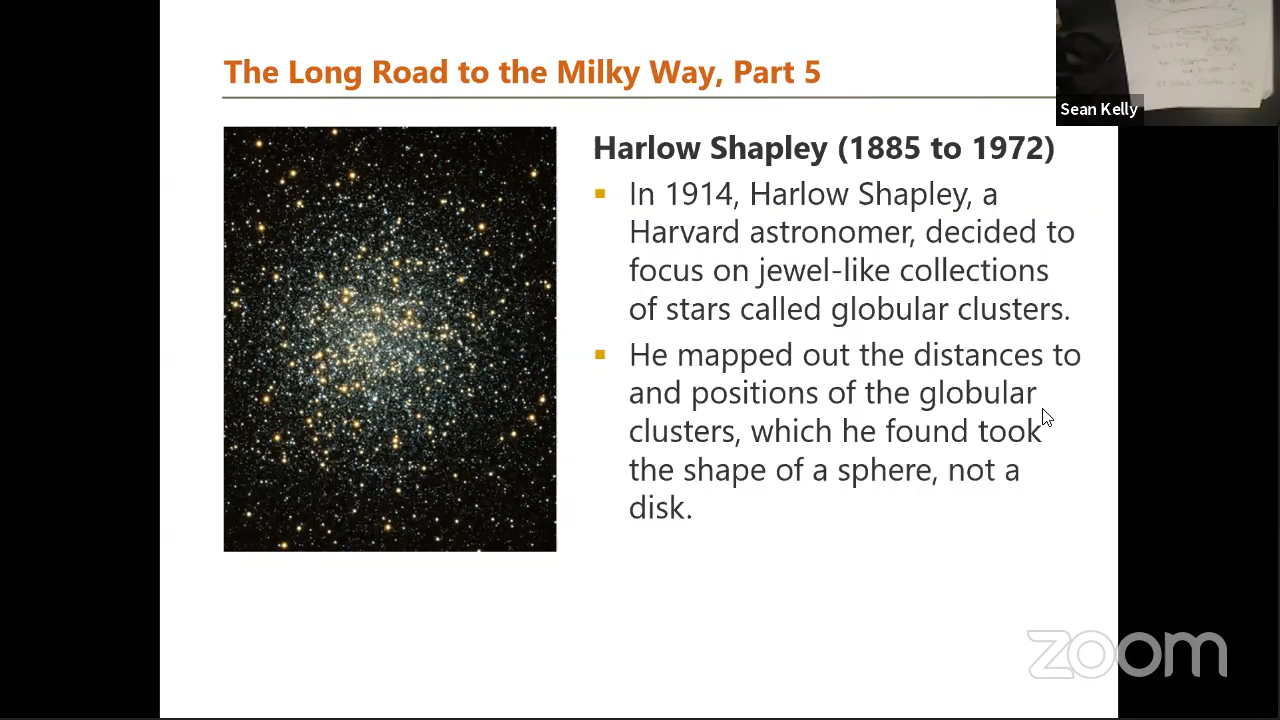 The Long Road to the Milky Way, Part 5
Sean Kelly
Harlow Shapley (1885 to 1972)
In 1914, Harlow Shapley, a
Harvard astronomer, decided to
focus on jewel-like collections
of stars called globular clusters.
He mapped out the distances to
and positions of the globular
clusters, which he found took
the shape of a sphere, not a
disk.
zoom